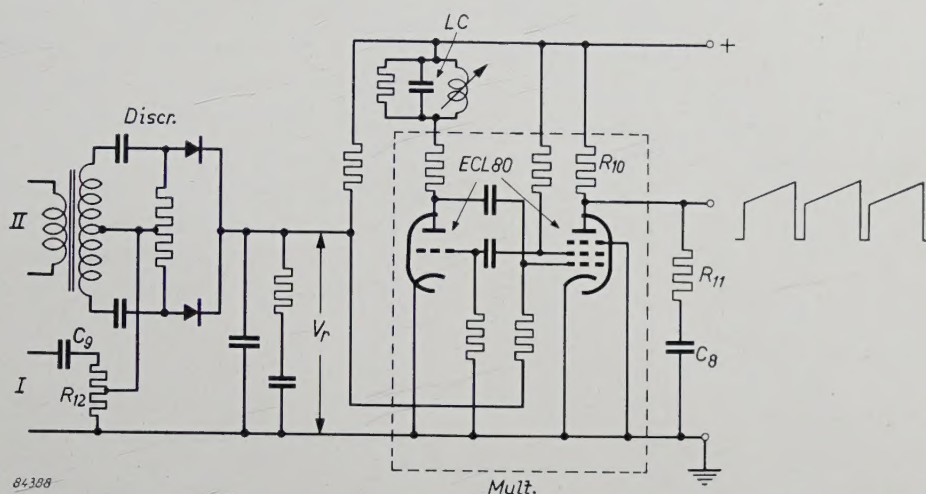 LC
+
Discr.
ECL80
R10
II
R11
C9
Vr
C8
I
R12
84388
Mult.